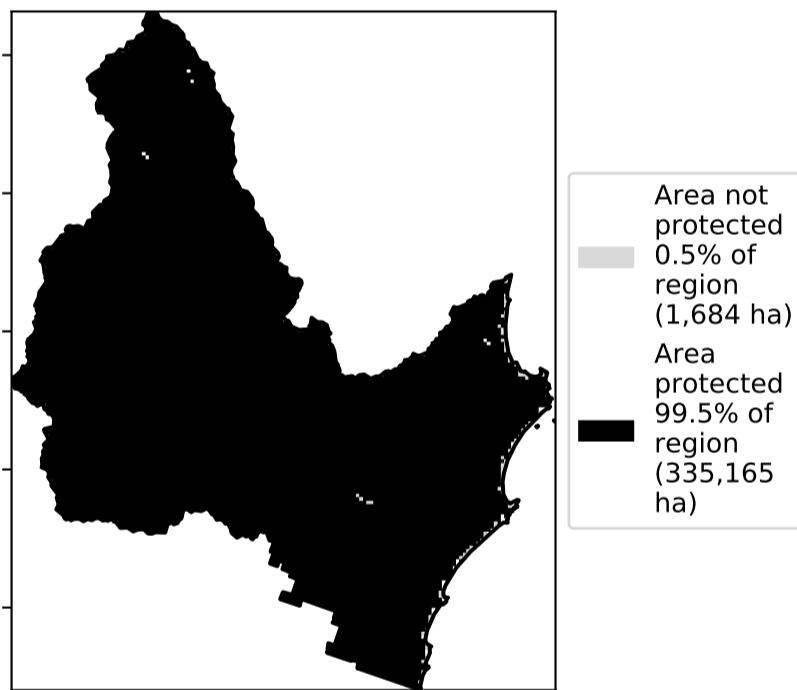 Area not
protected
0.5% of
region
(1,684 ha)
Area
protected
99.5% of
region
(335,165
ha)